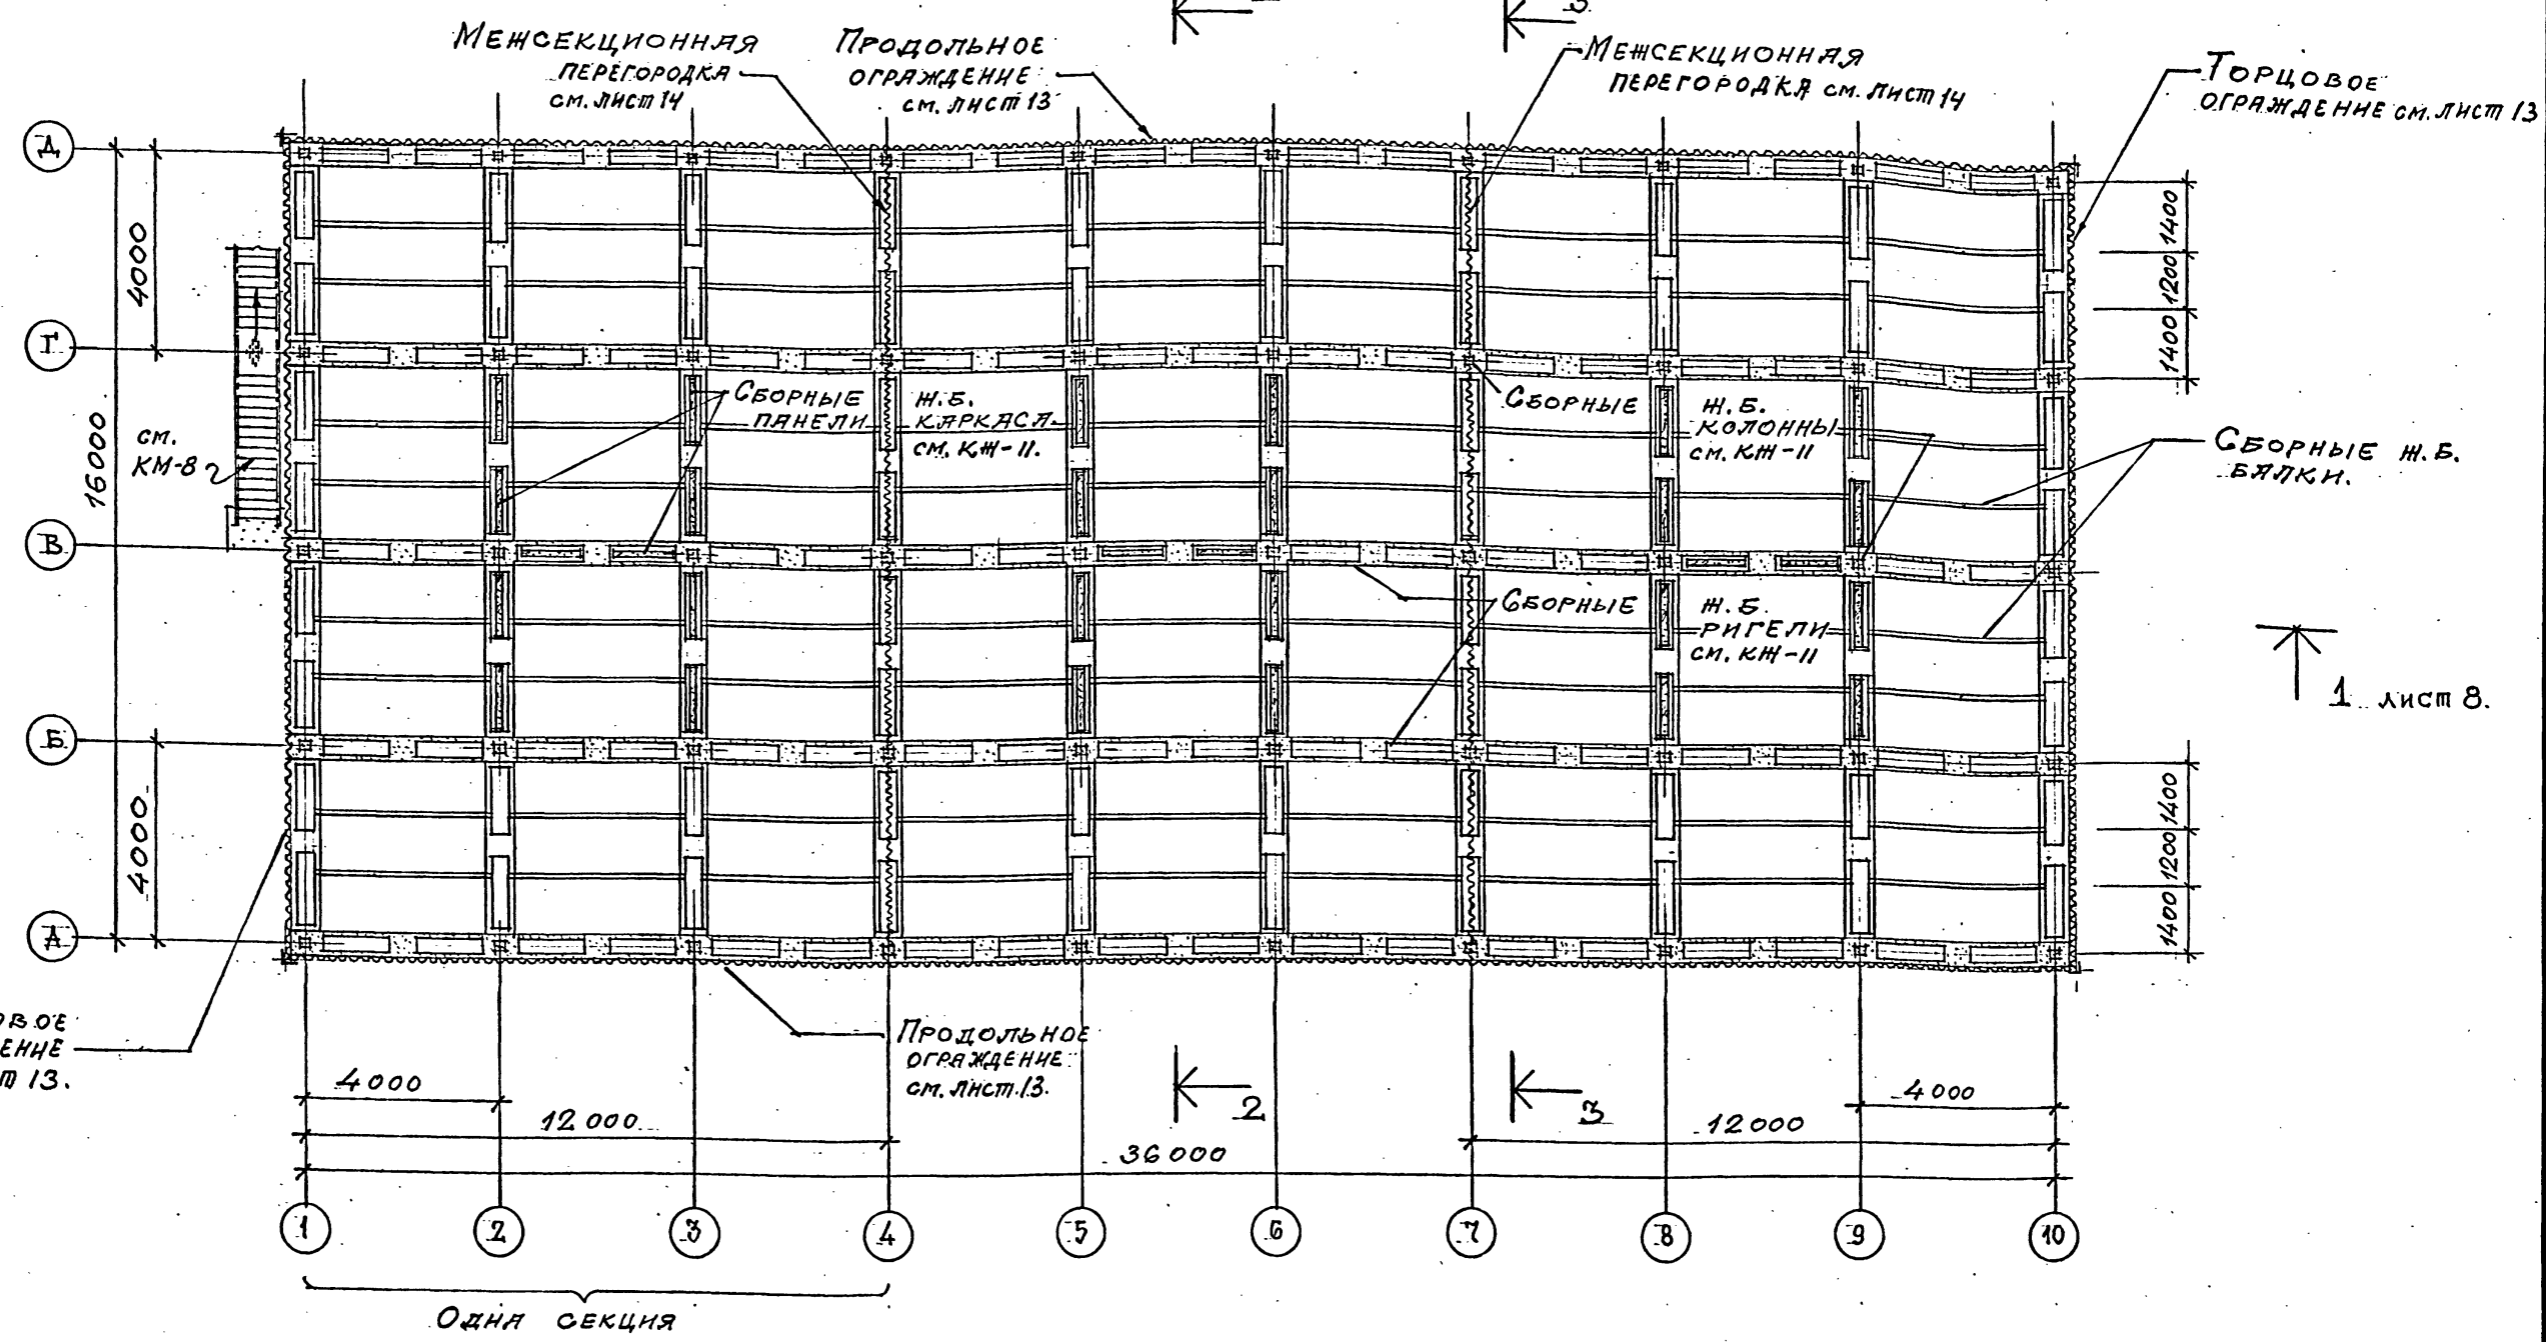 Межсекционная
перегородка
см. лист 14
Продольное
ограждение
см. лист 13
Межсекционная
перегородка см. лист 14
Торцовое
ограждение см. лист 13
Д
Г
В
Б
А
4000
16000
4000
см.
КМ-8
Сборные Ж.Б.
панели каркаса
см. КЖ-11.
Сборные Ж.Б.
колонны
см. КЖ-11
Сборные Ж.Б.
балки.
Сборные Ж.Б.
ригели
см. КЖ-11
1400
1200
1400
1400
1200
1400
1 лист 8.
13.
Продольное
ограждение
см. лист 13.
2
3
4000
12000
36000
12000
4000
1 2 3 4 5 6 7 8 9 10
Одна секция